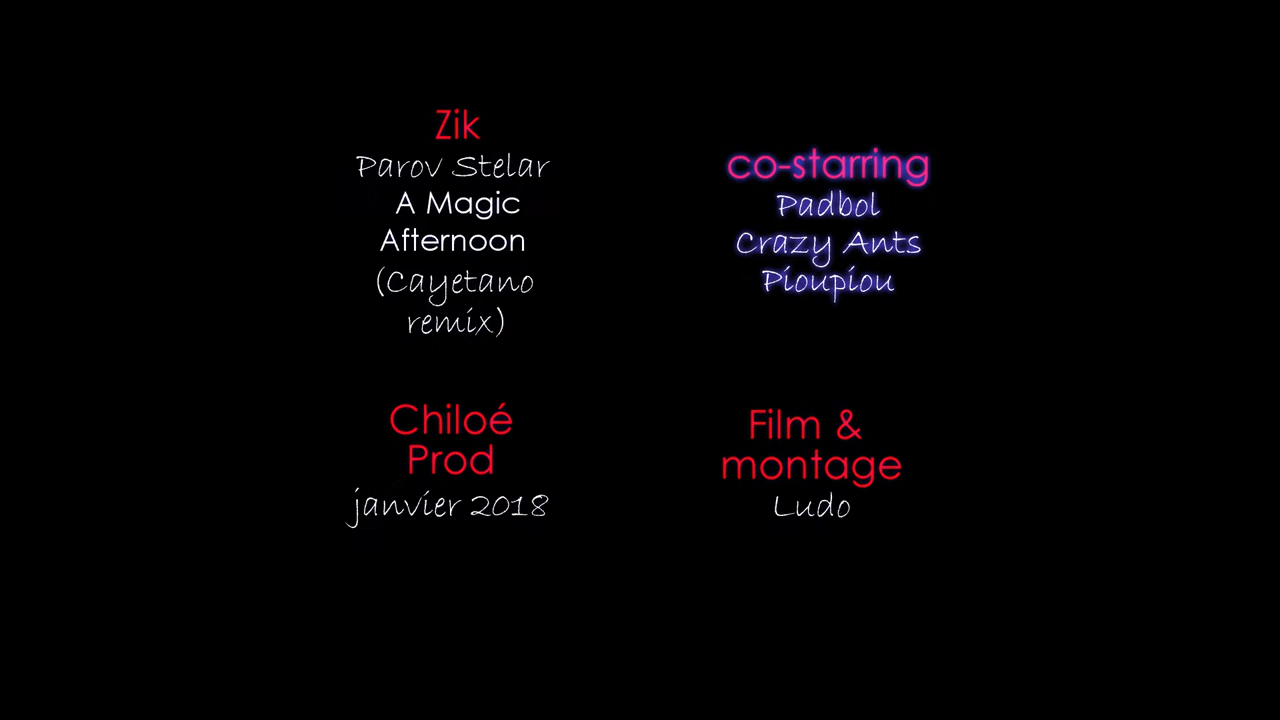 Zik
Parov Stelar
A Magic
Afternoon
(Cayetano
remix)
co-starring
Padbol
Crazy Ants
Pioupiou
Chiloé
Prod
janvier 2018
Film &
montage
Ludo